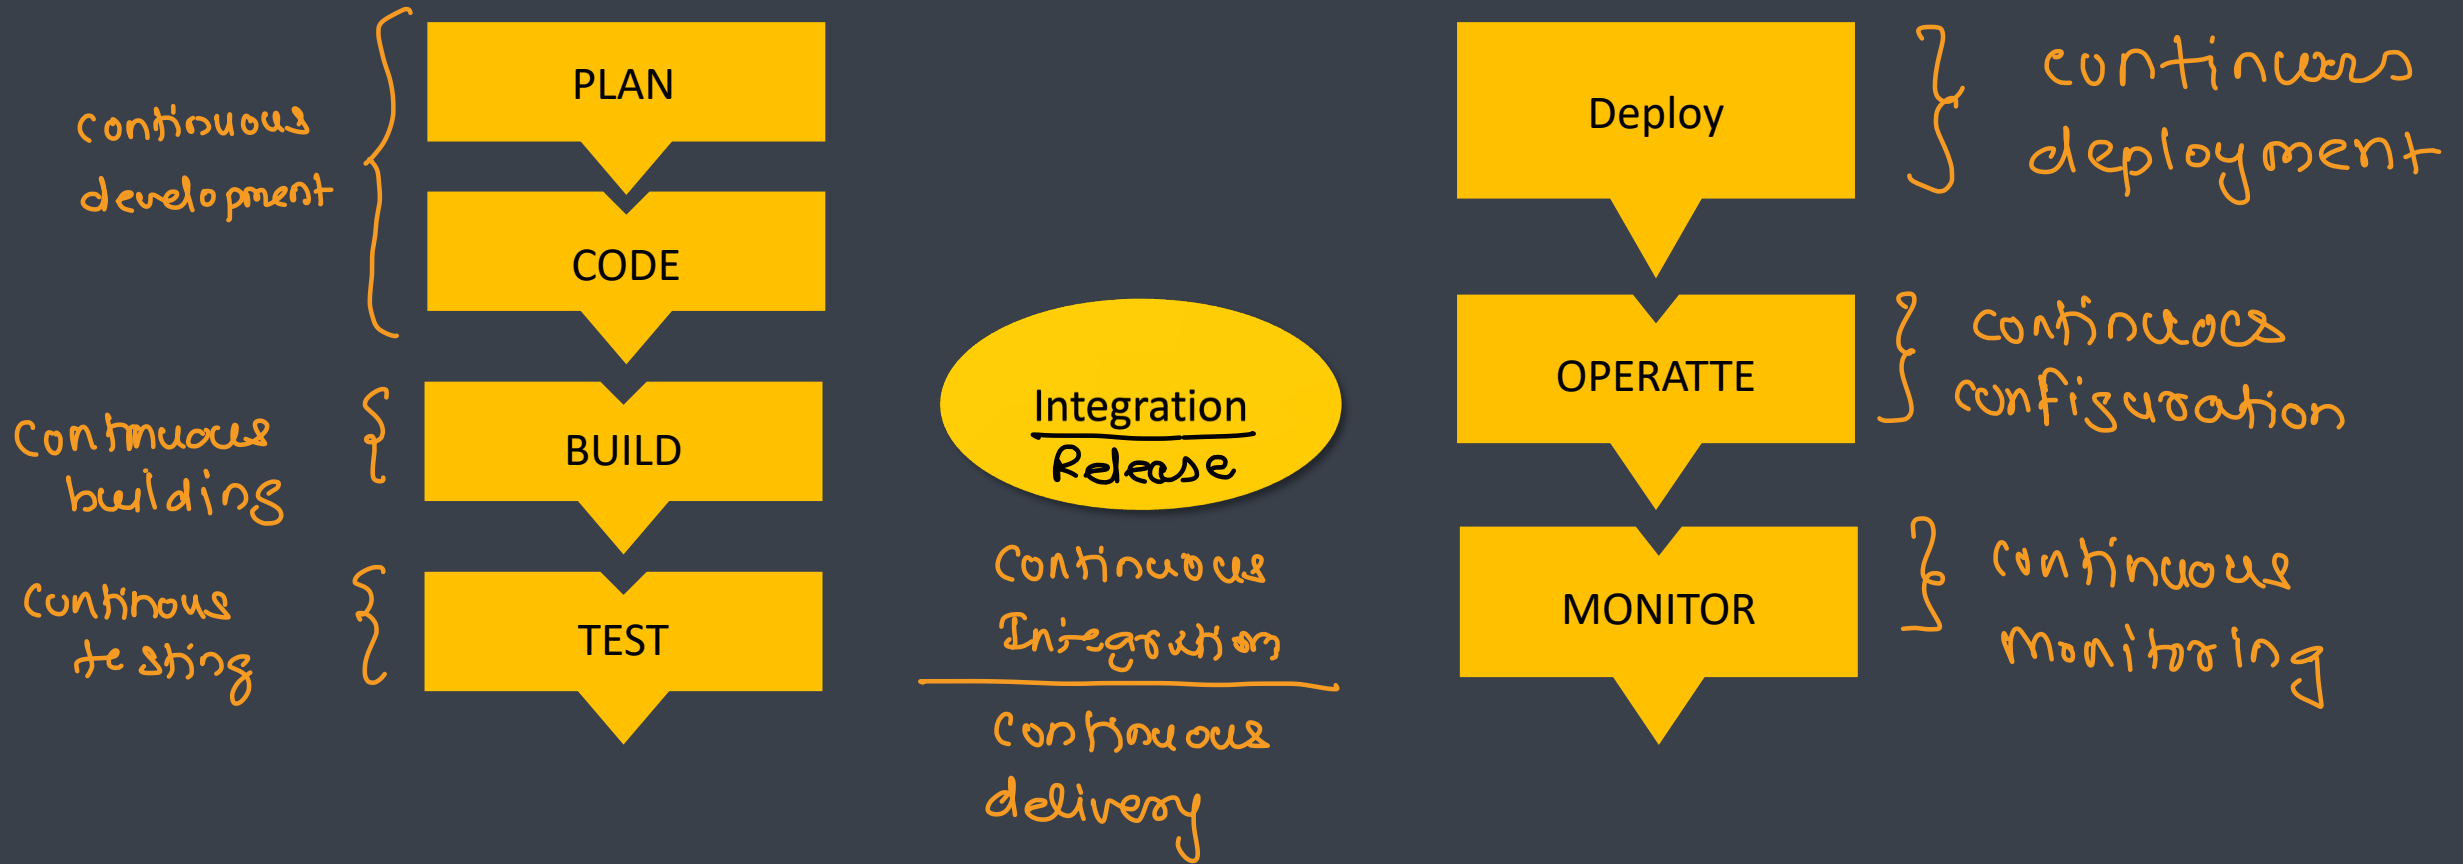 PLAN
continuous
development
CODE
BUILD
continuous
building
TEST
continous
testing
Integration
Release
Continuous
Integration
Continuous
delivery
Deploy
continuous
deployment
OPERATTE
continuous
configuration
MONITOR
continuous
monitoring